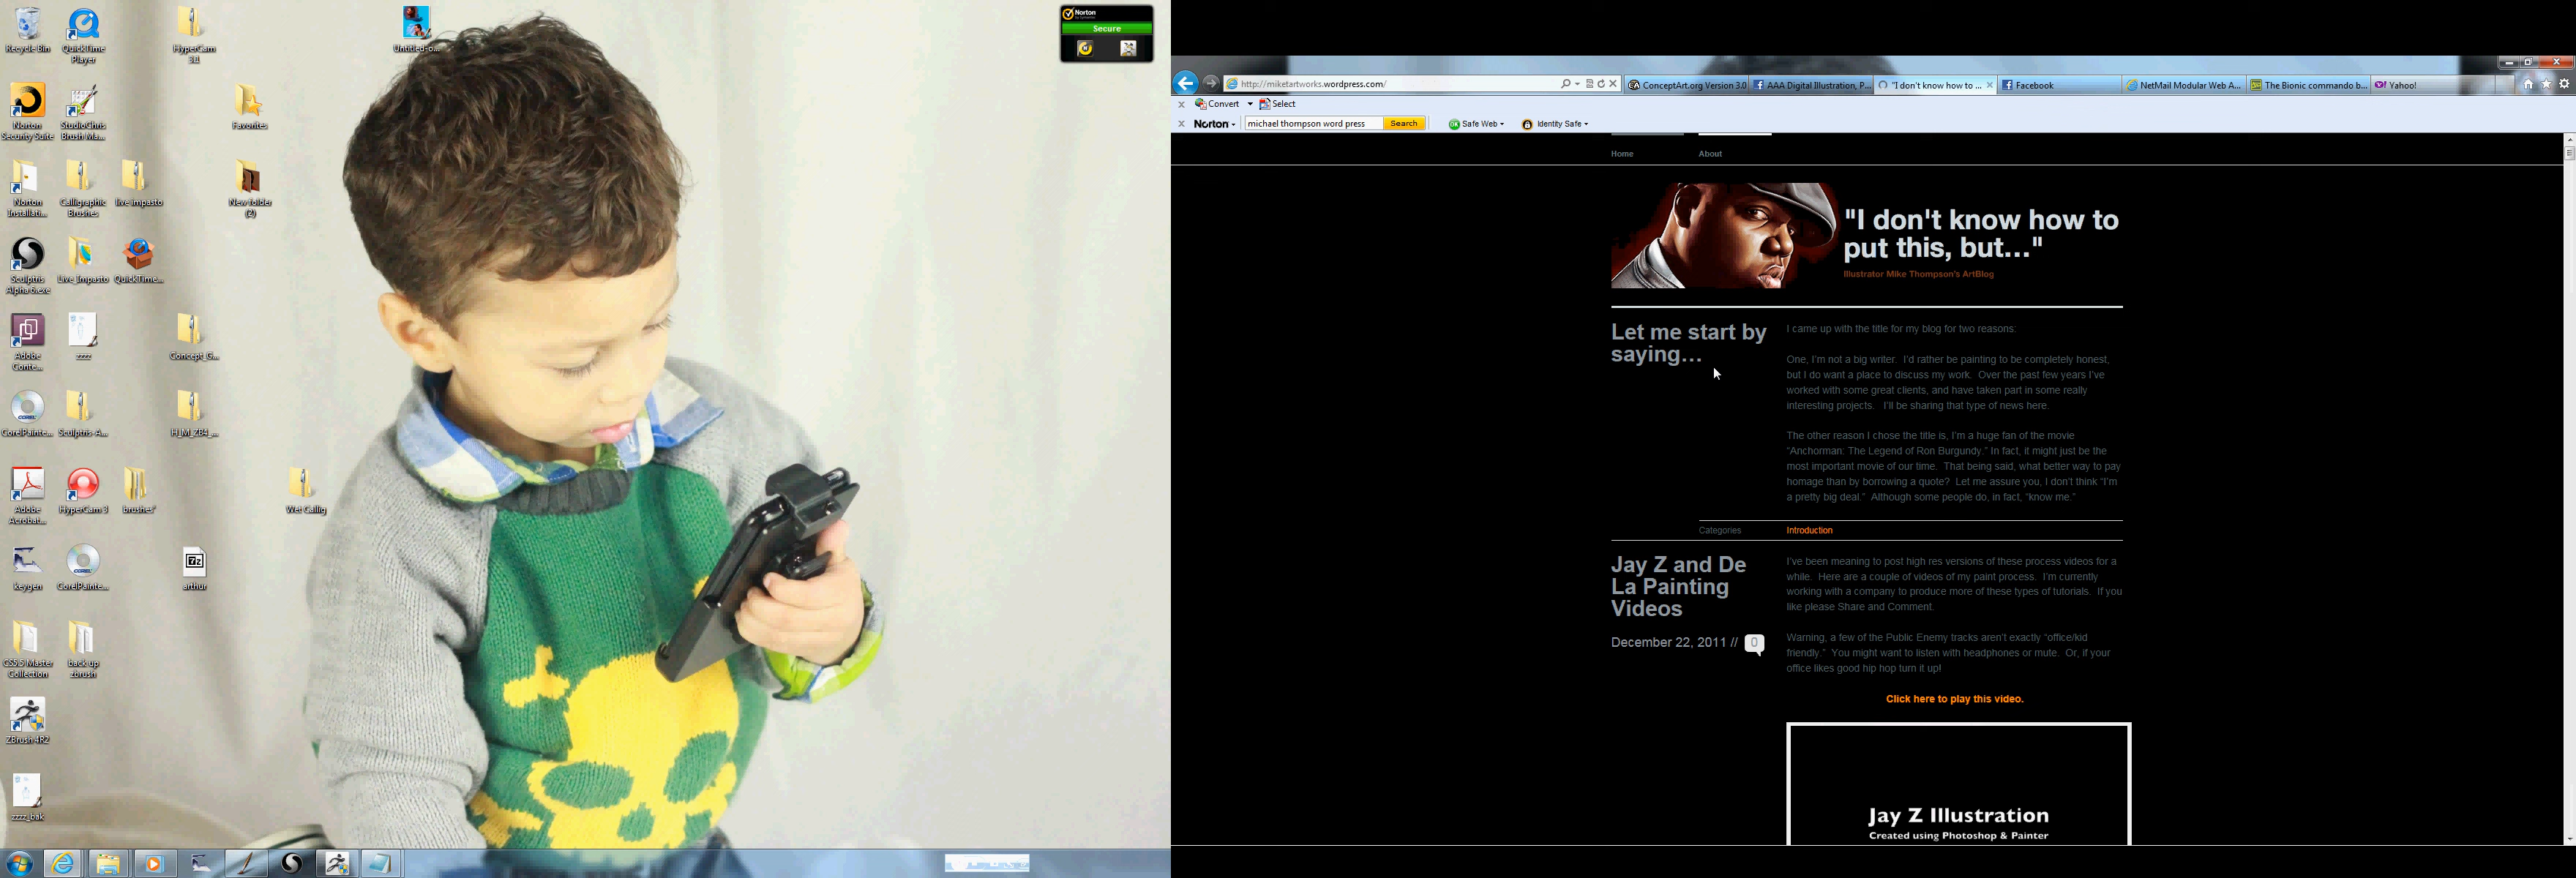 Recycle Bin
QuickTime Player
HyperCam 3.1
Untitled-o...
Norton
by Symantec
Secure
Norton Security Suite
StudioChris Brush Ma...
Favorites
Norton Installati...
Calligraphic Brushes
live impasto
New folder (2)
Sculptris Alpha 6.exe
Live_Impasto
QuickTime...
Adobe Conte...
zzzz
Concept_G...
COREL
CorelPainte...
Sculptris-A...
H_M_ZB4_...
Adobe Acrobat...
HyperCam 3
brushes
Wet Callig
keygen
COREL
CorelPainte...
7z
arthur
CS5.5 Master Collection
back up zbrush
ZBrush 4R2
zzzz_bak
http://miketartworks.wordpress.com/
ConceptArt.org Version 3.0
AAA Digital Illustration, P...
"I don't know how to ...
Facebook
NetMail Modular Web A...
The Bionic commando b...
Yahoo!
x Convert Select
x Norton michael thompson word press Search Safe Web Identity Safe
Home About
"I don't know how to
put this, but..."
Illustrator Mike Thompson's ArtBlog
Let me start by
saying…
I came up with the title for my blog for two reasons:
One, I'm not a big writer. I'd rather be painting to be completely honest,
but I do want a place to discuss my work. Over the past few years I've
worked with some great clients, and have taken part in some really
interesting projects. I'll be sharing that type of news here.
The other reason I chose the title is, I'm a huge fan of the movie
"Anchorman: The Legend of Ron Burgundy." In fact, it might just be the
most important movie of our time. That being said, what better way to pay
homage than by borrowing a quote? Let me assure you, I don't think "I'm
a pretty big deal." Although some people do, in fact, "know me."
Categories Introduction
Jay Z and De
La Painting
Videos
December 22, 2011 // 0
I've been meaning to post high res versions of these process videos for a
while. Here are a couple of videos of my paint process. I'm currently
working with a company to produce more of these types of tutorials. If you
like please Share and Comment.
Warning, a few of the Public Enemy tracks aren't exactly "office/kid
friendly." You might want to listen with headphones or mute. Or, if your
office likes good hip hop turn it up!
Click here to play this video.
Jay Z Illustration
Created using Photoshop & Painter